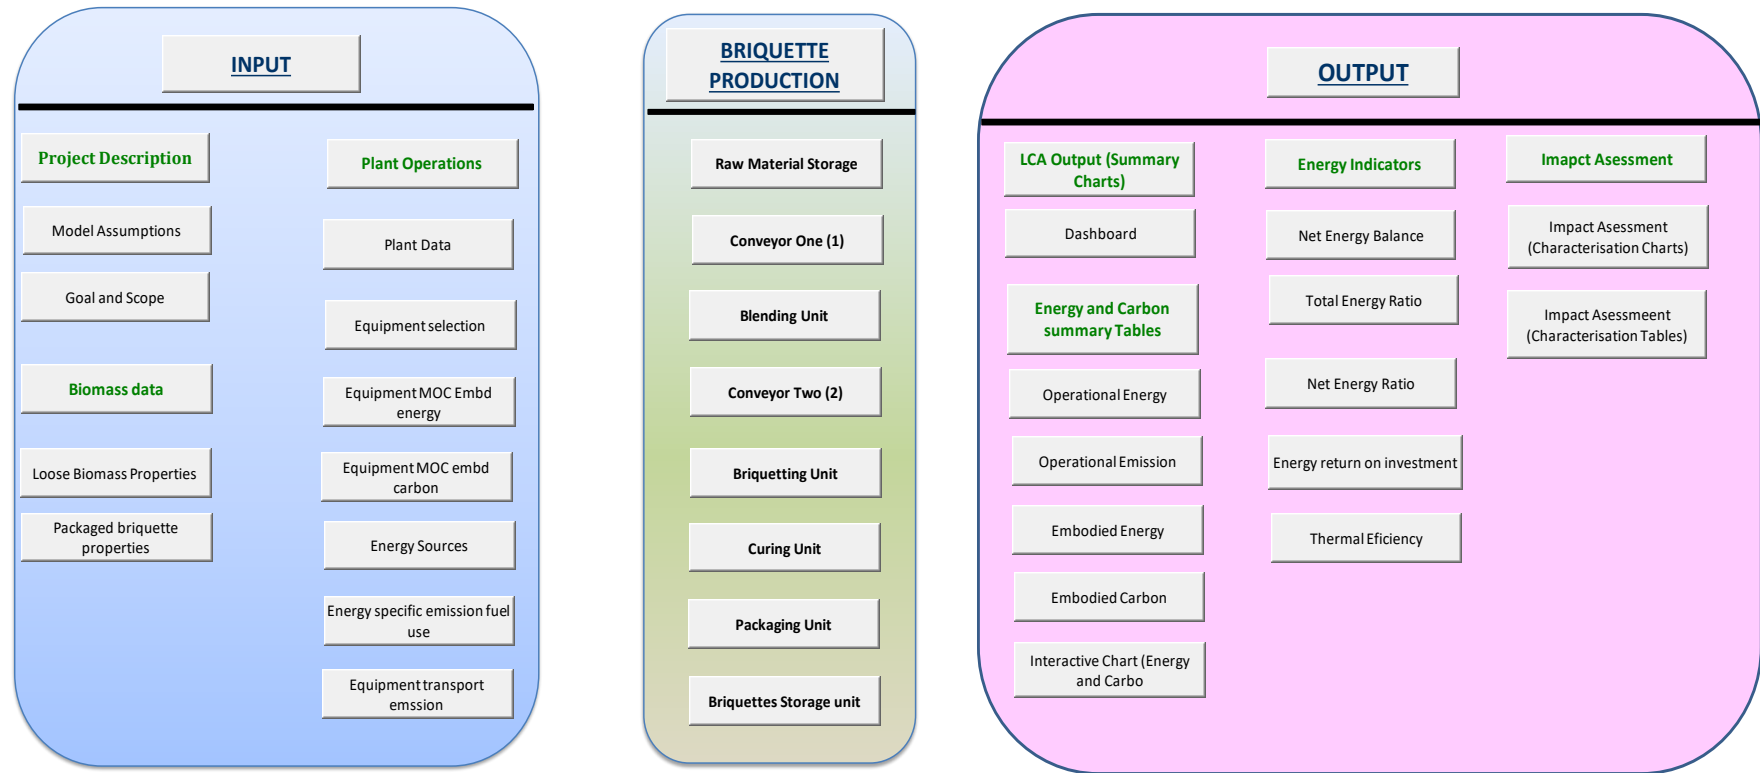 INPUT
Project Description
Model Assumptions
Goal and Scope
Biomass data
Loose Biomass Properties
Packaged briquette
properties
Plant Operations
Plant Data
Equipment selection
Equipment MOC Embd
energy
Equipment MOC embd
carbon
Energy Sources
Energy specific emission fuel
use
Equipment transport
emssion
BRIQUETTE
PRODUCTION
Raw Material Storage
Conveyor One (1)
Blending Unit
Conveyor Two (2)
Briquetting Unit
Curing Unit
Packaging Unit
Briquettes Storage unit
OUTPUT
LCA Output (Summary
Charts)
Dashboard
Energy and Carbon
summary Tables
Operational Energy
Operational Emission
Embodied Energy
Embodied Carbon
Interactive Chart (Energy
and Carbo
Energy Indicators
Net Energy Balance
Total Energy Ratio
Net Energy Ratio
Energy return on investment
Thermal Eficiency
Imapct Asessment
Impact Asessment
(Characterisation Charts)
Impact Asessmeent
(Characterisation Tables)